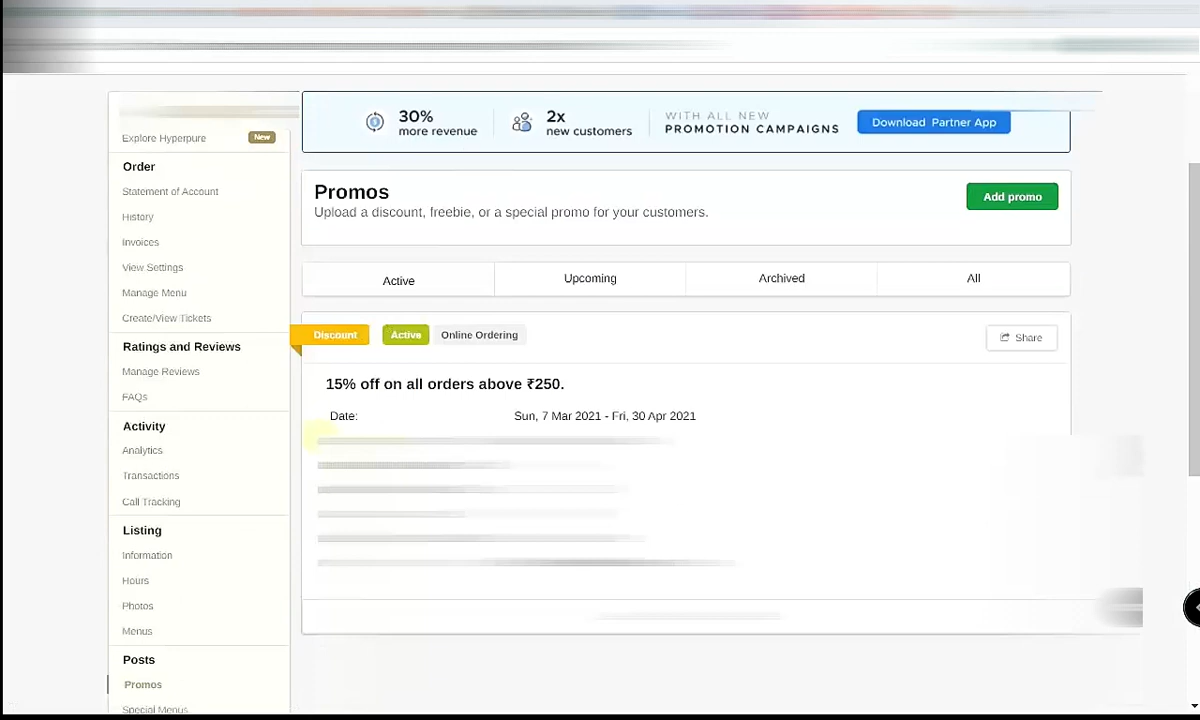 30%
more revenue
2x
new customers
WITH ALL NEW
PROMOTION CAMPAIGNS
Download Partner App
Explore Hyperpure New
Order
Statement of Account
History
Invoices
View Settings
Manage Menu
Create/View Tickets
Ratings and Reviews
Manage Reviews
FAQs
Activity
Analytics
Transactions
Call Tracking
Listing
Information
Hours
Photos
Menus
Posts
Promos
Special Menus
Promos
Upload a discount, freebie, or a special promo for your customers.
Add promo
Active Upcoming Archived All
Discount Active Online Ordering Share
15% off on all orders above ₹250.
Date: Sun, 7 Mar 2021 - Fri, 30 Apr 2021